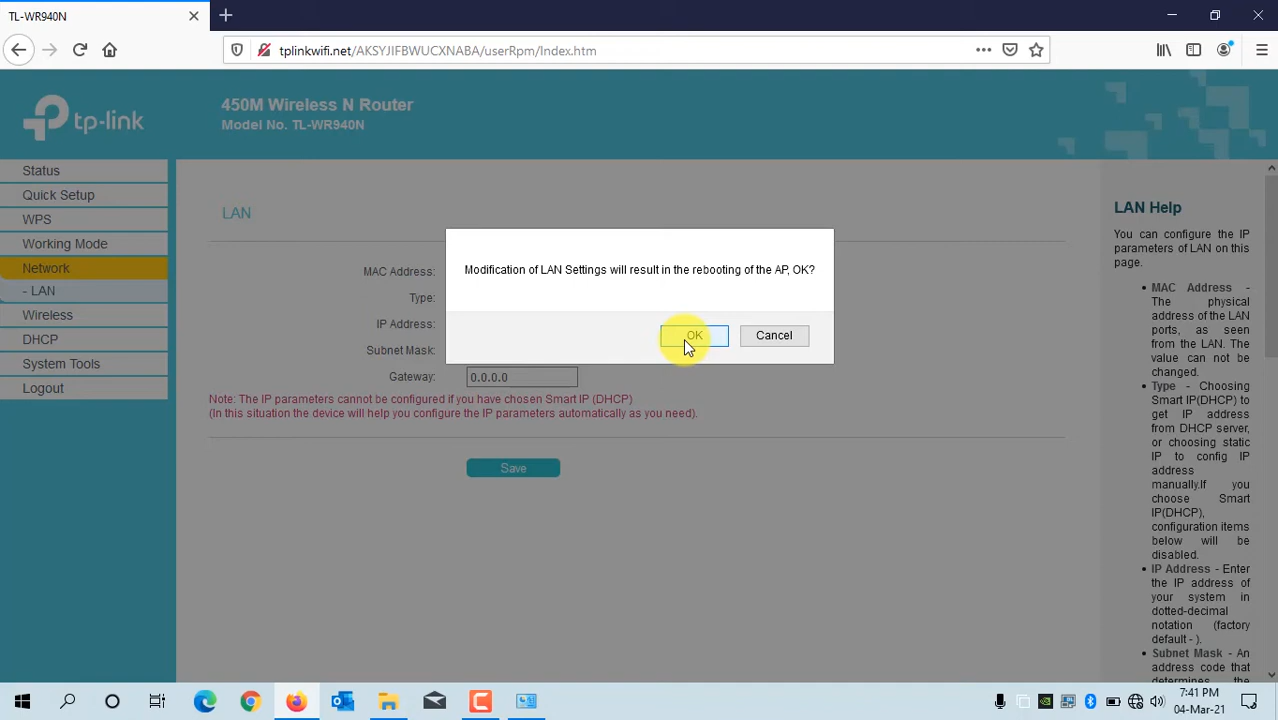 TL-WR940N
tplinkwifi.net/AKSYJIFBWUCXNABA/userRpm/Index.htm
tp-link
450M Wireless N Router
Model No. TL-WR940N
Status
Quick Setup
WPS
Working Mode
Network
- LAN
Wireless
DHCP
System Tools
Logout
LAN
MAC Address:
Type:
IP Address:
Subnet Mask:
Gateway: 0.0.0.0
Note: The IP parameters cannot be configured if you have chosen Smart IP (DHCP)
(In this situation the device will help you configure the IP parameters automatically as you need).
Save
Modification of LAN Settings will result in the rebooting of the AP, OK?
OK
Cancel
LAN Help
You can configure the IP
parameters of LAN on this
page.
• MAC Address -
The physical
address of the LAN
ports, as seen
from the LAN. The
value can not be
changed.
• Type - Choosing
Smart IP(DHCP) to
get IP address
from DHCP server,
or choosing static
IP to config IP
address
manually.If you
choose Smart
IP(DHCP),
configuration items
below will be
disabled.
• IP Address - Enter
the IP address of
your system in
dotted-decimal
notation (factory
default - ).
• Subnet Mask - An
address code that
determines the
7:41 PM
04-Mar-21